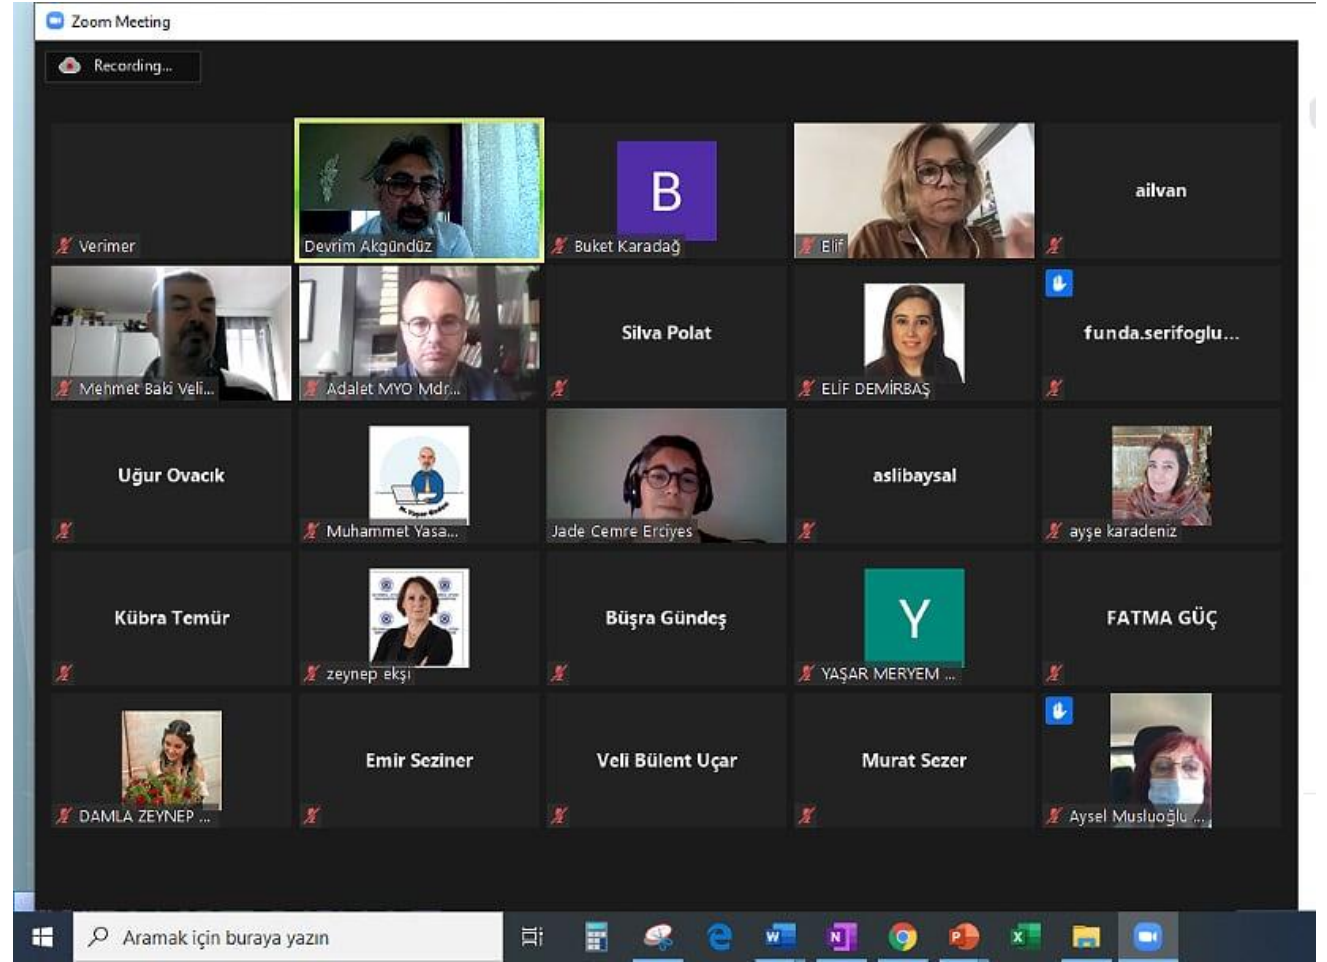 Zoom Meeting
Recording...
Verimer
Devrim Akgündüz
B
Buket Karadağ
Elif
ailvan
Mehmet Baki Veli...
Adalet MYO Mdr...
Silva Polat
ELİF DEMİRBAŞ
funda.serifoglu...
Uğur Ovacık
Muhammet Yasa...
Jade Cemre Erciyes
aslibaysal
ayşe karadeniz
Kübra Temür
zeynep ekşi
Büşra Gündeş
Y
YAŞAR MERYEM ...
FATMA GÜÇ
DAMLA ZEYNEP ...
Emir Seziner
Veli Bülent Uçar
Murat Sezer
Aysel Musluoğlu ...
Aramak için buraya yazın